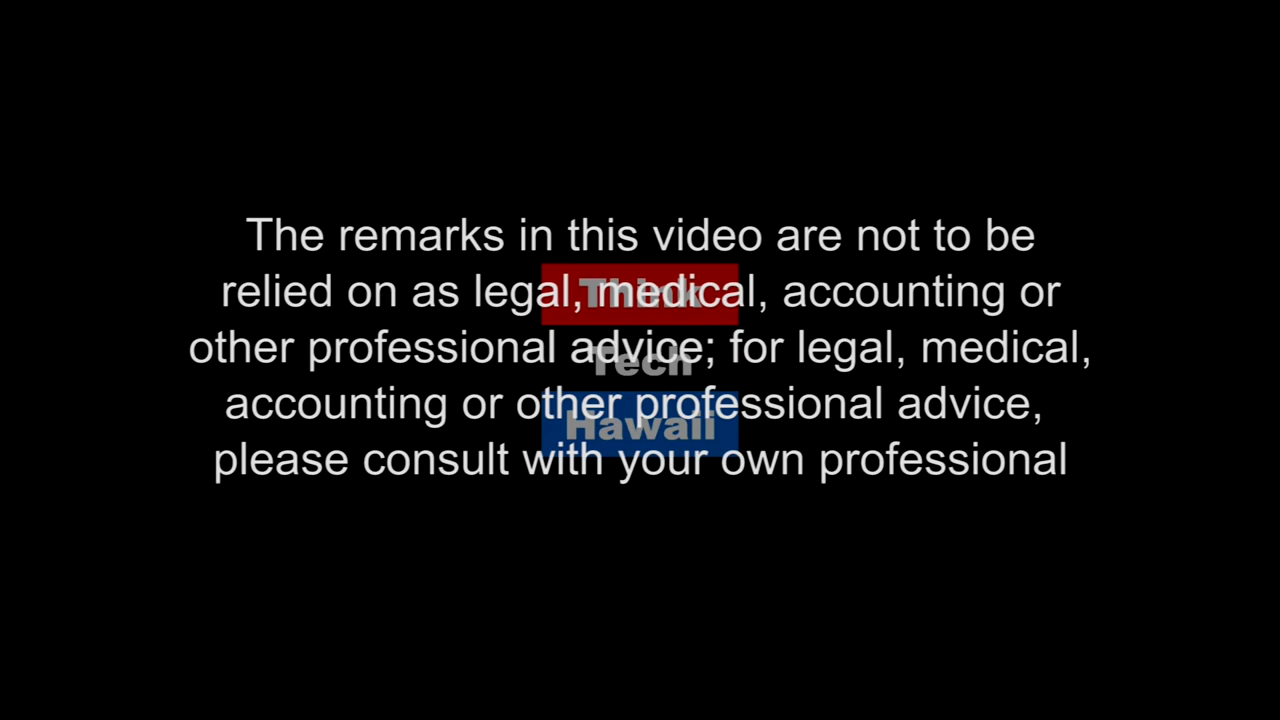 The remarks in this video are not to be
relied on as legal, medical, accounting or
other professional advice; for legal, medical,
accounting or other professional advice,
please consult with your own professional
Think
Tech
Hawaii